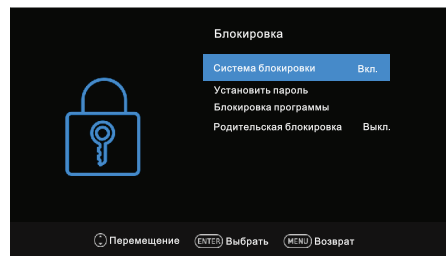 Блокировка
Система блокировки Вкл.
Установить пароль
Блокировка программы
Родительская блокировка Выкл.
Перемещение ENTER Выбрать MENU Возврат